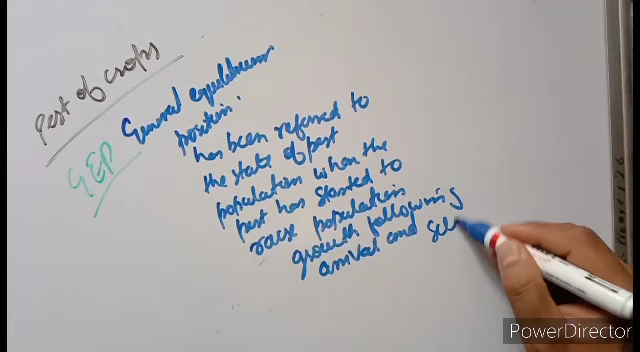 Pest of crops
GEP General equilibrium
position.
has been referred to
the state of pest
population when the
pest has started to
raise population
growth following
arrival and
PowerDirector